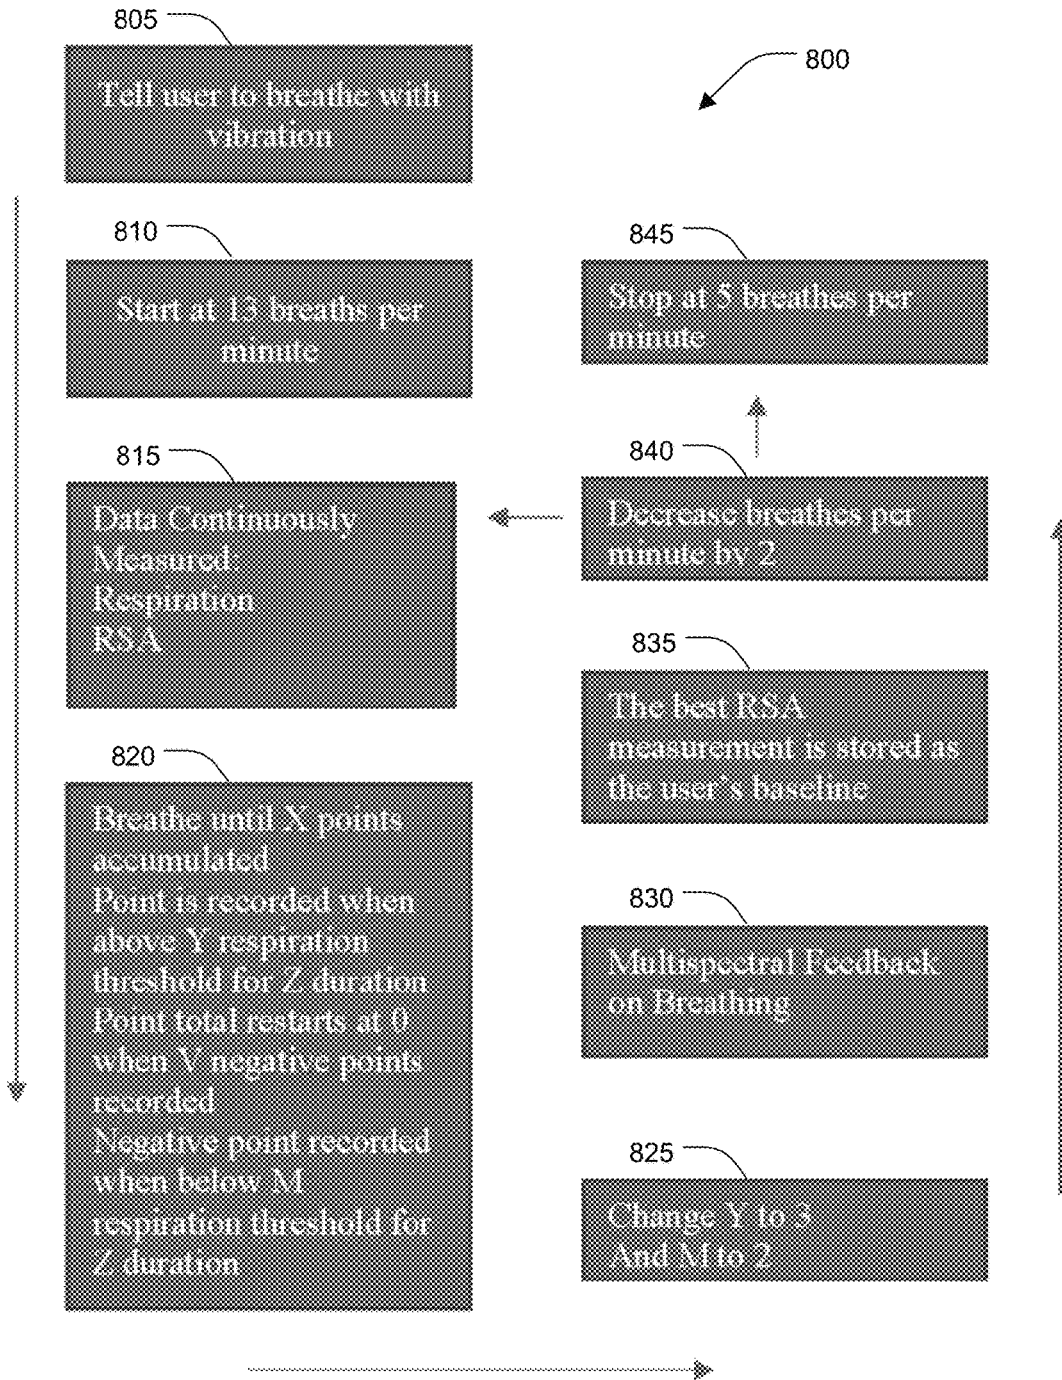 805
Tell user to breathe with
vibration
800
810
Start at 13 breaths per
minute
815
Data Continuously
Measured:
Respiration
RSA
820
Breathe until X points
accumulated
Point is recorded when
above Y respiration
threshold for Z duration
Point total restarts at 0
when V negative points
recorded
Negative point recorded
when below M
respiration threshold for
Z duration
825
Change Y to 3
And M to 2
830
Multispectral Feedback
on Breathing
835
The best RSA
measurement is stored as
the user's baseline
840
Decrease breathes per
minute by 2
845
Stop at 5 breathes per
minute